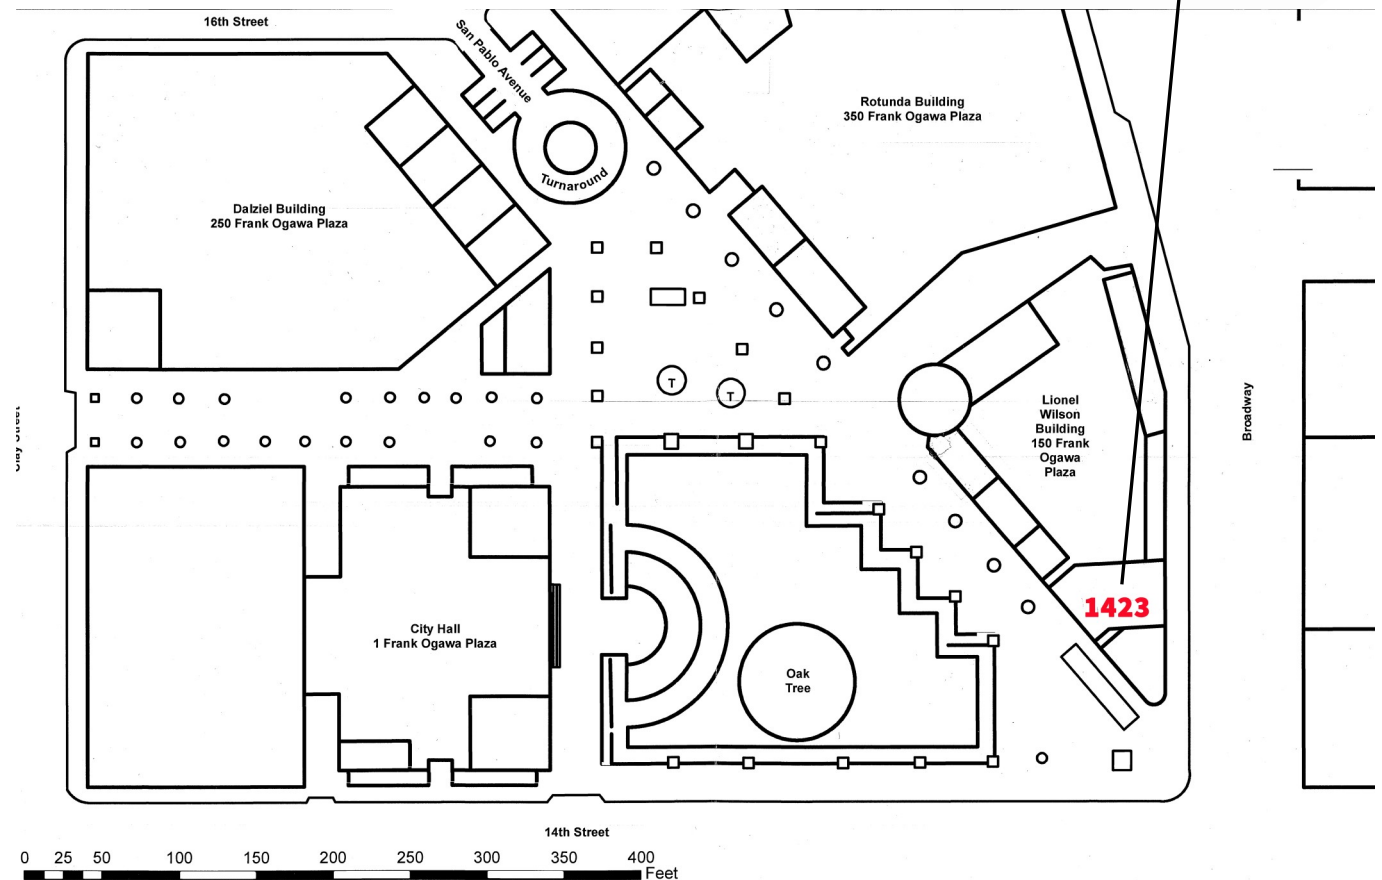 16th Street
San Pablo Avenue
Rotunda Building
350 Frank Ogawa Plaza
Turnaround
Dalziel Building
250 Frank Ogawa Plaza
T
T
Lionel
Wilson
Building
150 Frank
Ogawa
Plaza
Broadway
Street
1423
City Hall
1 Frank Ogawa Plaza
Oak
Tree
14th Street
0 25 50 100 150 200 250 300 350 400
Feet